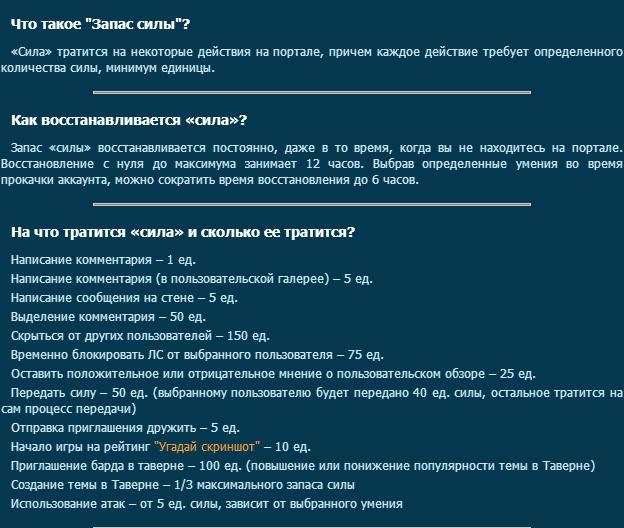 Что такое "Запас силы"?
«Сила» тратится на некоторые действия на портале, причем каждое действие требует определенного
количества силы, минимум единицы.
Как восстанавливается «сила»?
Запас «силы» восстанавливается постоянно, даже в то время, когда вы не находитесь на портале.
Восстановление с нуля до максимума занимает 12 часов. Выбрав определенные умения во время
прокачки аккаунта, можно сократить время восстановления до 6 часов.
На что тратится «сила» и сколько ее тратится?
Написание комментария – 1 ед.
Написание комментария (в пользовательской галерее) – 5 ед.
Написание сообщения на стене – 5 ед.
Выделение комментария – 50 ед.
Скрыться от других пользователей – 150 ед.
Временно блокировать ЛС от выбранного пользователя – 75 ед.
Оставить положительное или отрицательное мнение о пользовательском обзоре – 25 ед.
Передать силу – 50 ед. (выбранному пользователю будет передано 40 ед. силы, остальное тратится на
сам процесс передачи)
Отправка приглашения дружить – 5 ед.
Начало игры на рейтинг "Угадай скриншот" – 10 ед.
Приглашение барда в таверне – 100 ед. (повышение или понижение популярности темы в Таверне)
Создание темы в Таверне – 1/3 максимального запаса силы
Использование атак – от 5 ед. силы, зависит от выбранного умения